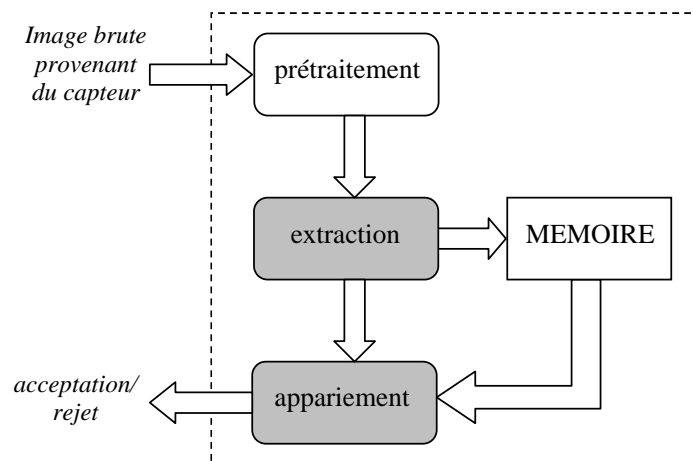 Image brute
provenant
du capteur
prétraitement
extraction
MEMOIRE
acceptation/
rejet
appariement